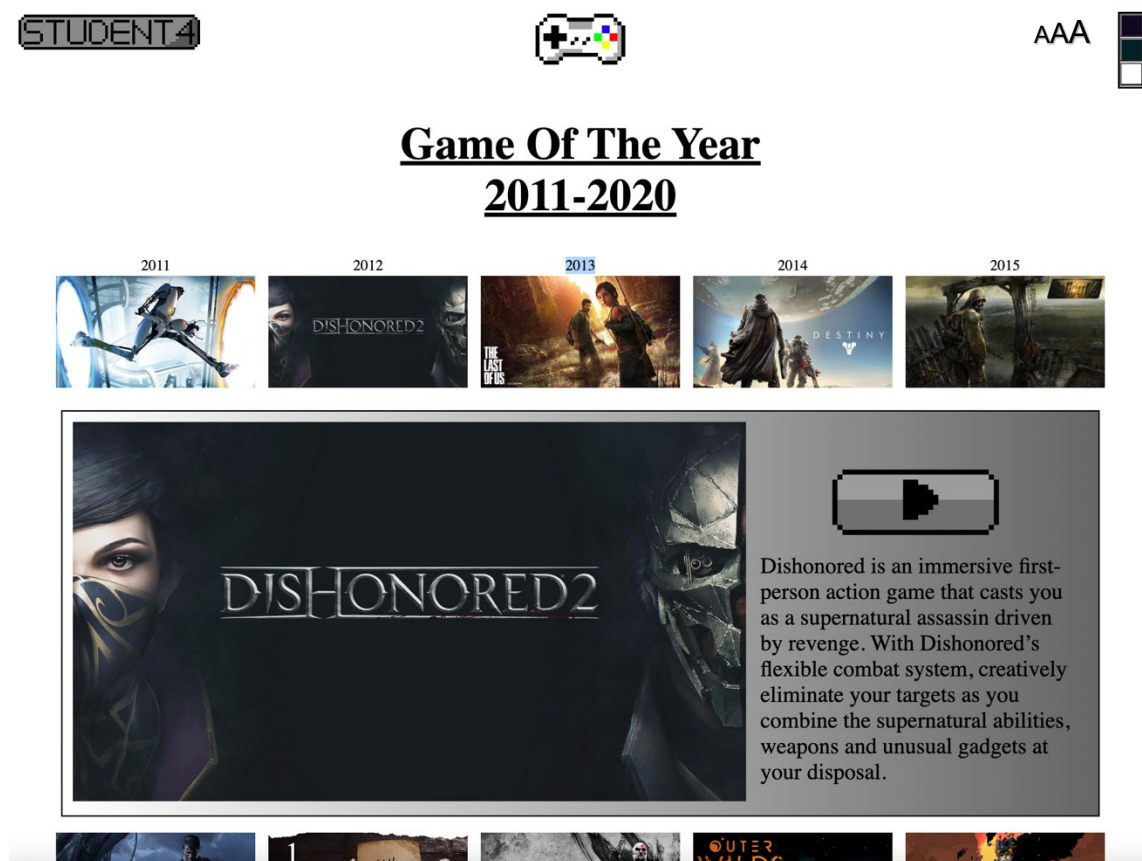 STUDENT4
AAA
Game Of The Year
2011-2020
2011
2012
2013
2014
2015
DISHONORED2
THE
LAST
OF US
DESTINY
Fallout 4
DISHONORED2
Dishonored is an immersive first-
person action game that casts you
as a supernatural assassin driven
by revenge. With Dishonored’s
flexible combat system, creatively
eliminate your targets as you
combine the supernatural abilities,
weapons and unusual gadgets at
your disposal.
OUTER
WILDS